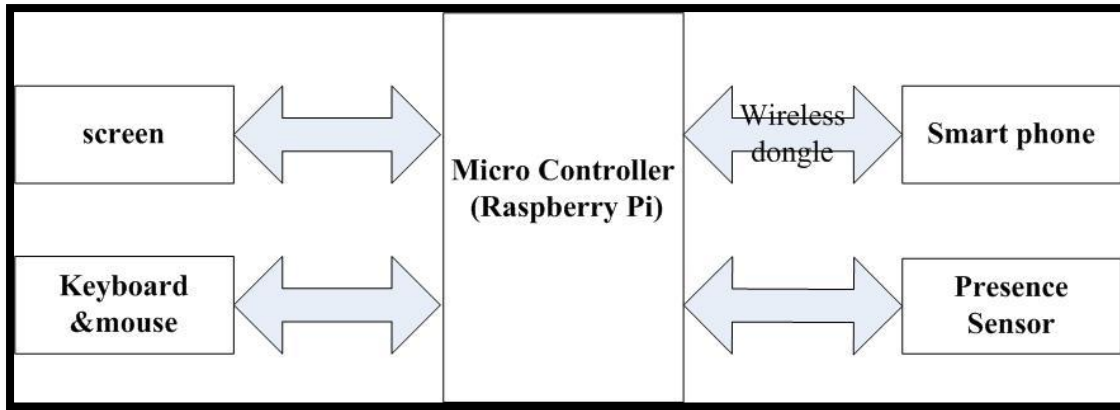 screen
Keyboard
&mouse
Micro Controller
(Raspberry Pi)
Wireless
dongle
Smart phone
Presence
Sensor